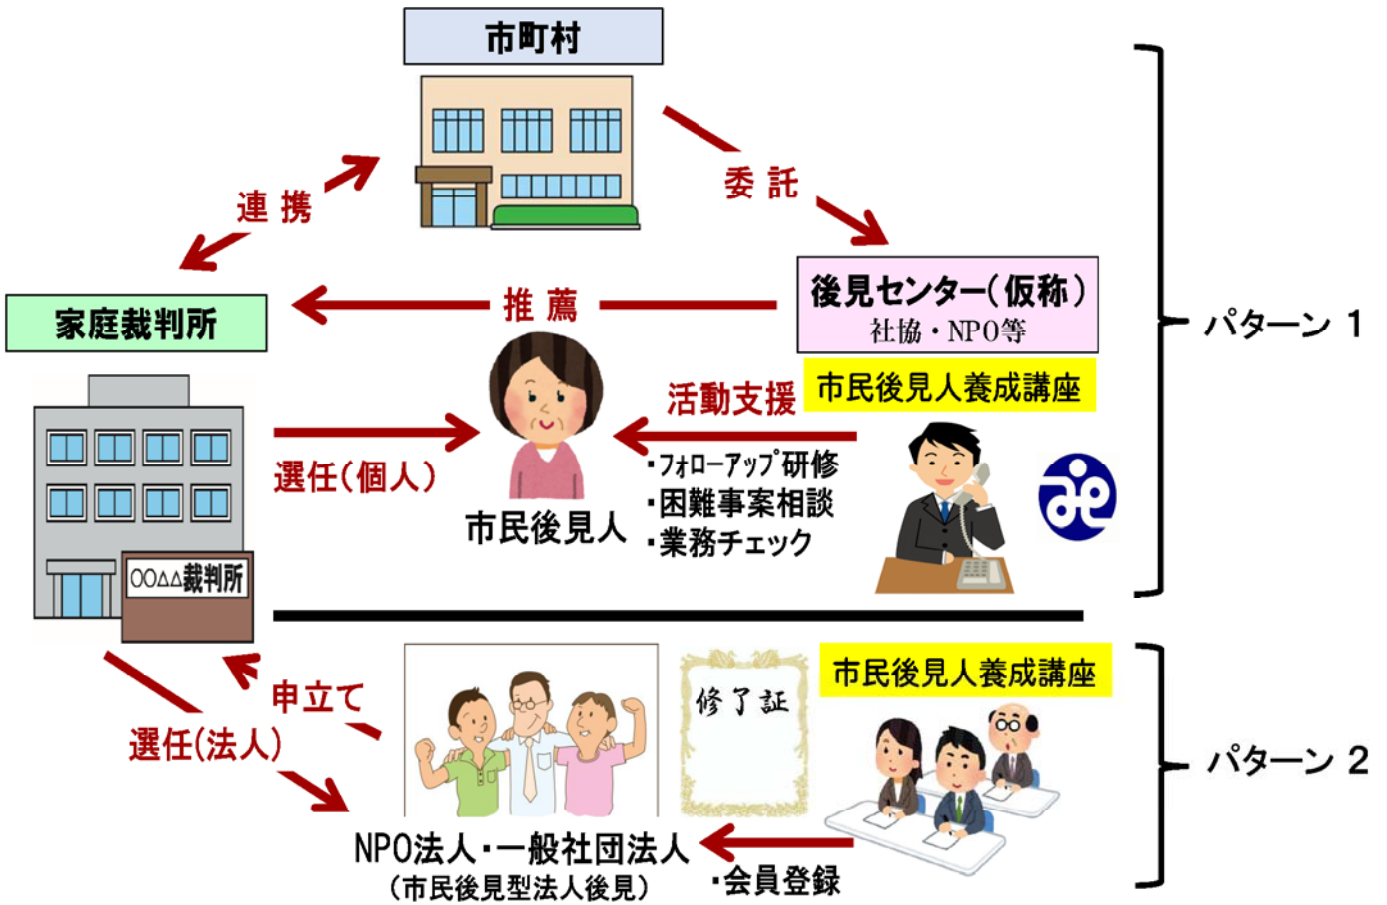 市町村
連携
委託
家庭裁判所
推薦
後見センター(仮称)
社協・NPO等
パターン 1
市民後見人養成講座
活動支援
選任(個人)
・フォローアップ研修
・困難事案相談
・業務チェック
市民後見人
○○△△裁判所
申立て
選任(法人)
修了証
市民後見人養成講座
パターン 2
NPO法人・一般社団法人
(市民後見型法人後見)
・会員登録